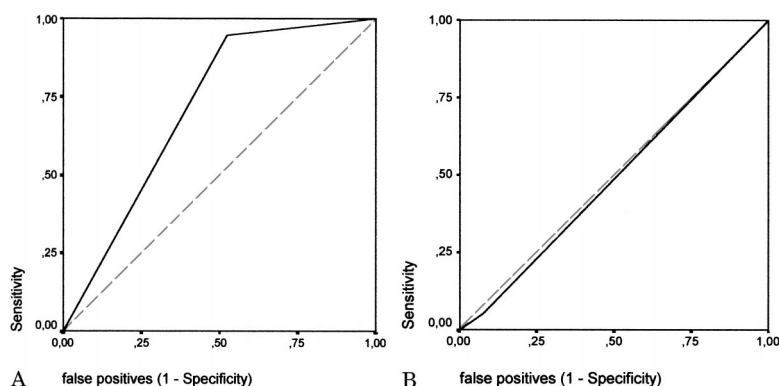 1,00
,75
,50
,25
0,00
Sensitivity
0,00 ,25 ,50 ,75 1,00
A false positives (1 - Specificity)
1,00
,75
,50
,25
0,00
Sensitivity
0,00 ,25 ,50 ,75 1,00
B false positives (1 - Specificity)